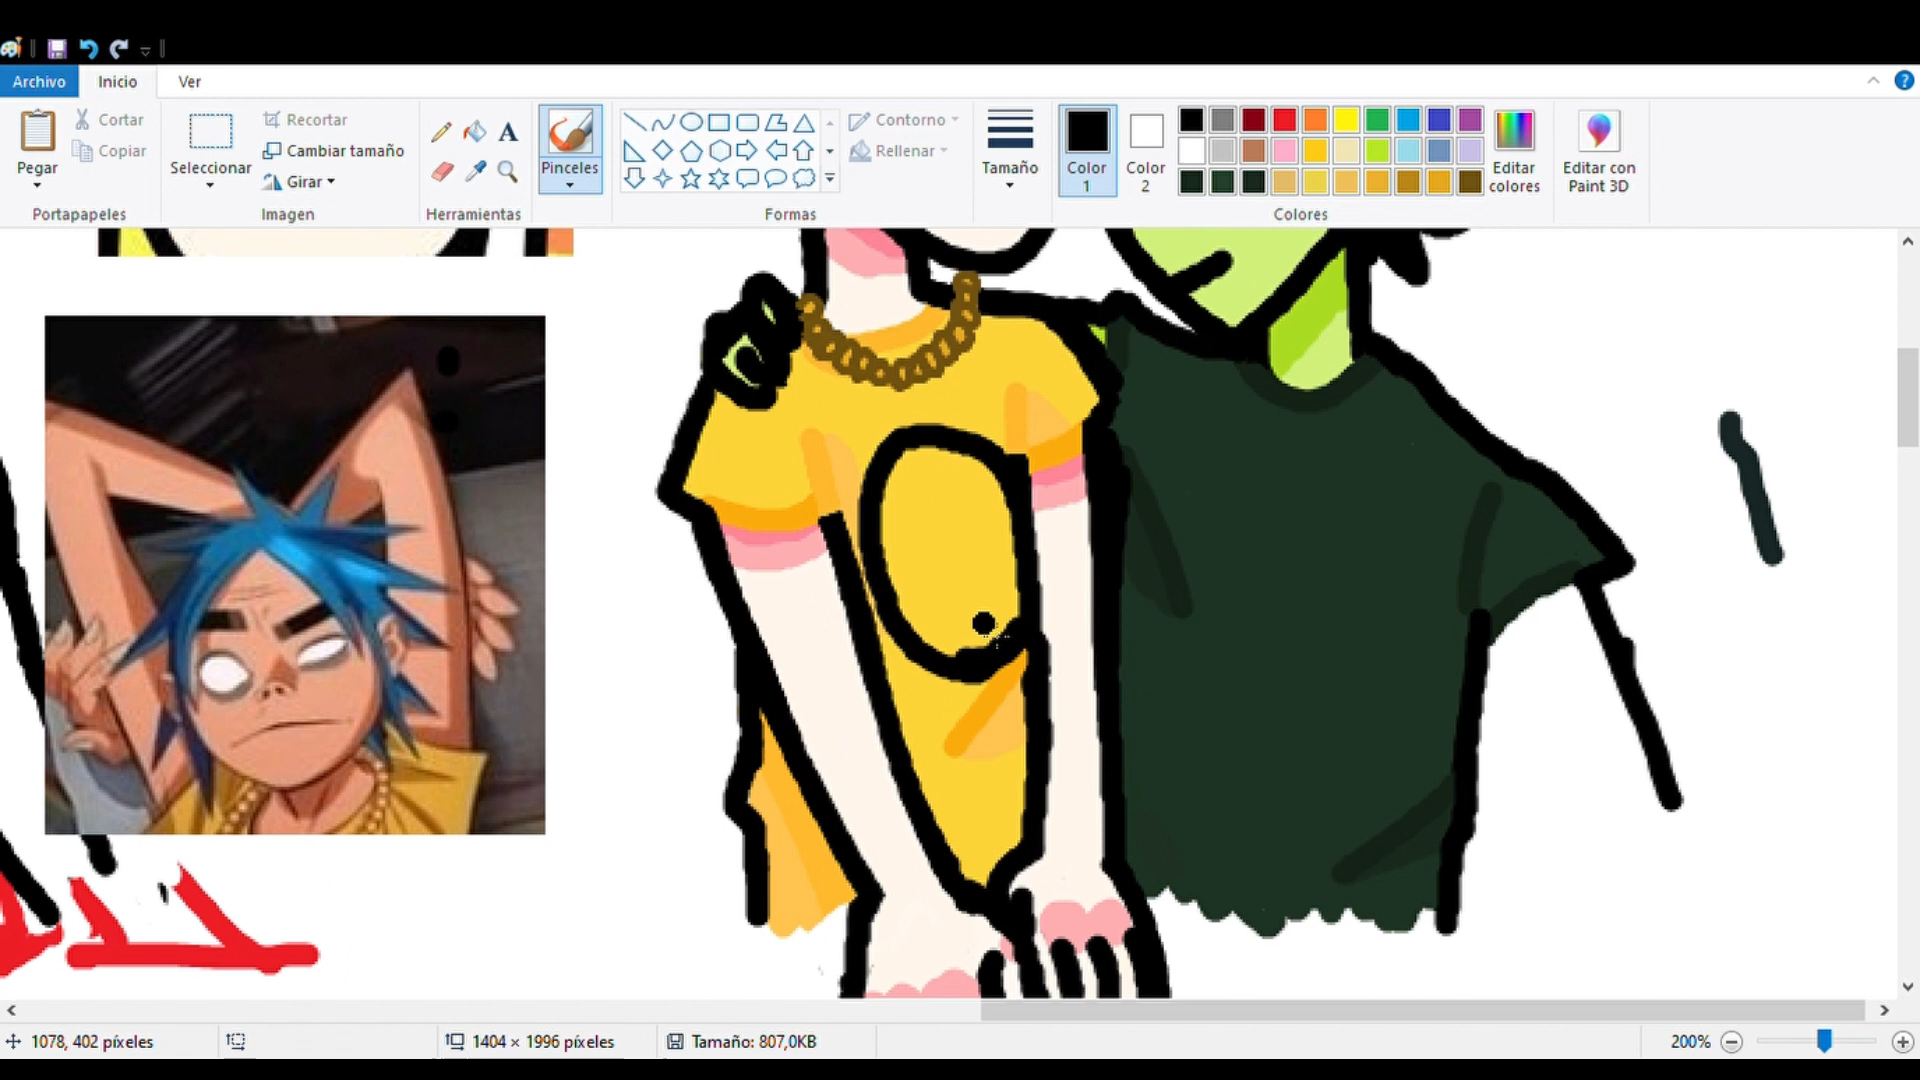 Archivo Inicio Ver
Pegar
Cortar
Copiar
Portapapeles
Seleccionar
Recortar
Cambiar tamaño
Girar
Imagen
A
Herramientas
Pinceles
Formas
Contorno
Rellenar
Tamaño
Color 1
Color 2
Editar colores
Colores
Editar con Paint 3D
1078, 402 píxeles
1404 × 1996 píxeles
Tamaño: 807,0KB
200%